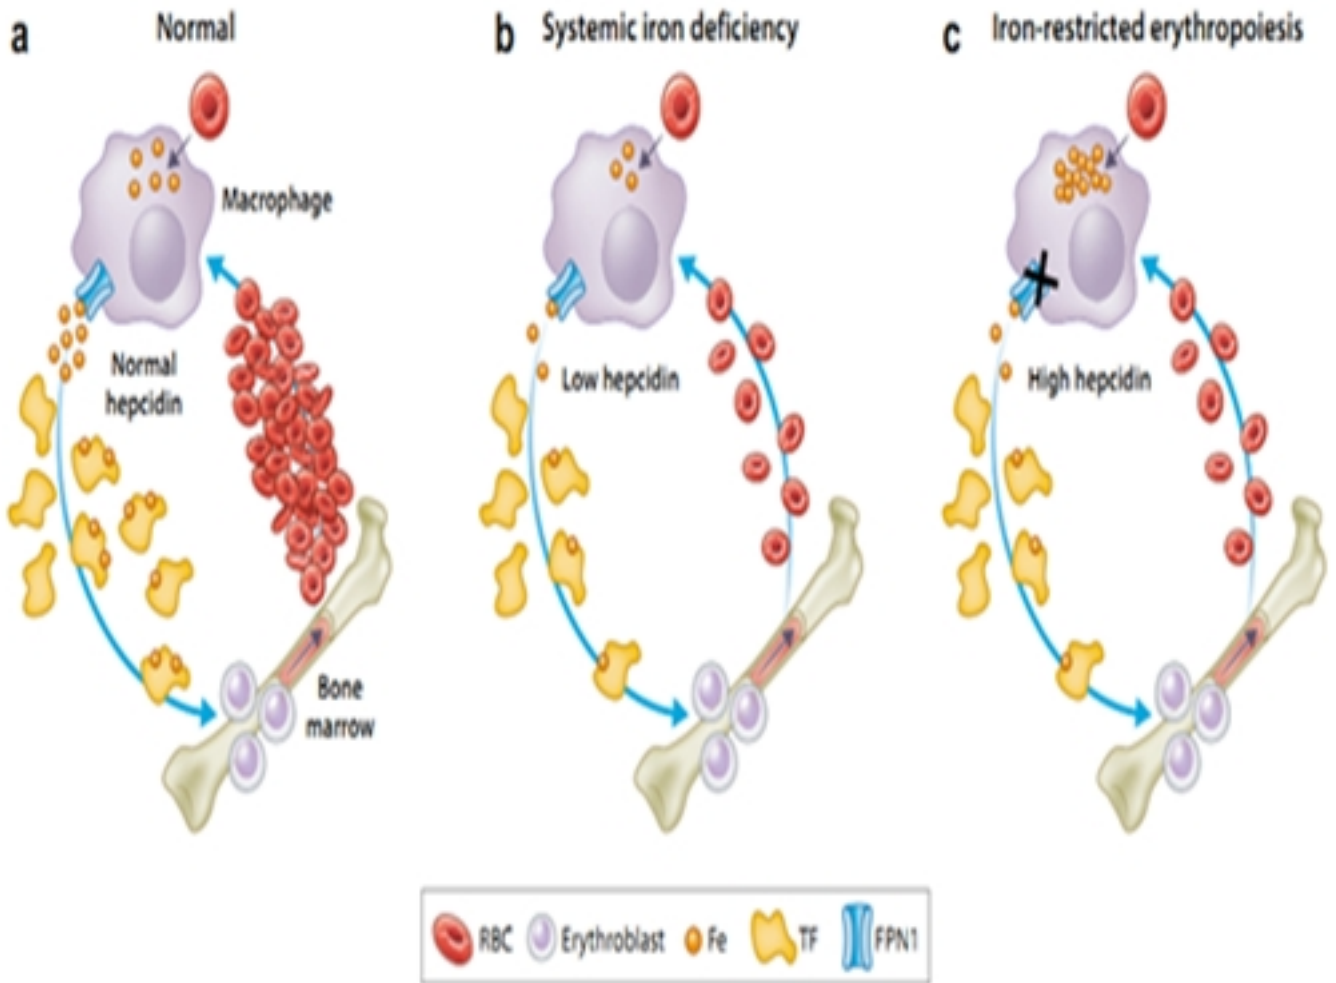 a
Normal
b
Systemic iron deficiency
c
Iron-restricted erythropoiesis
Macrophage
Normal
hepcidin
Low hepcidin
High hepcidin
Bone
marrow
RBC
Erythroblast
Fe
TF
FPN1